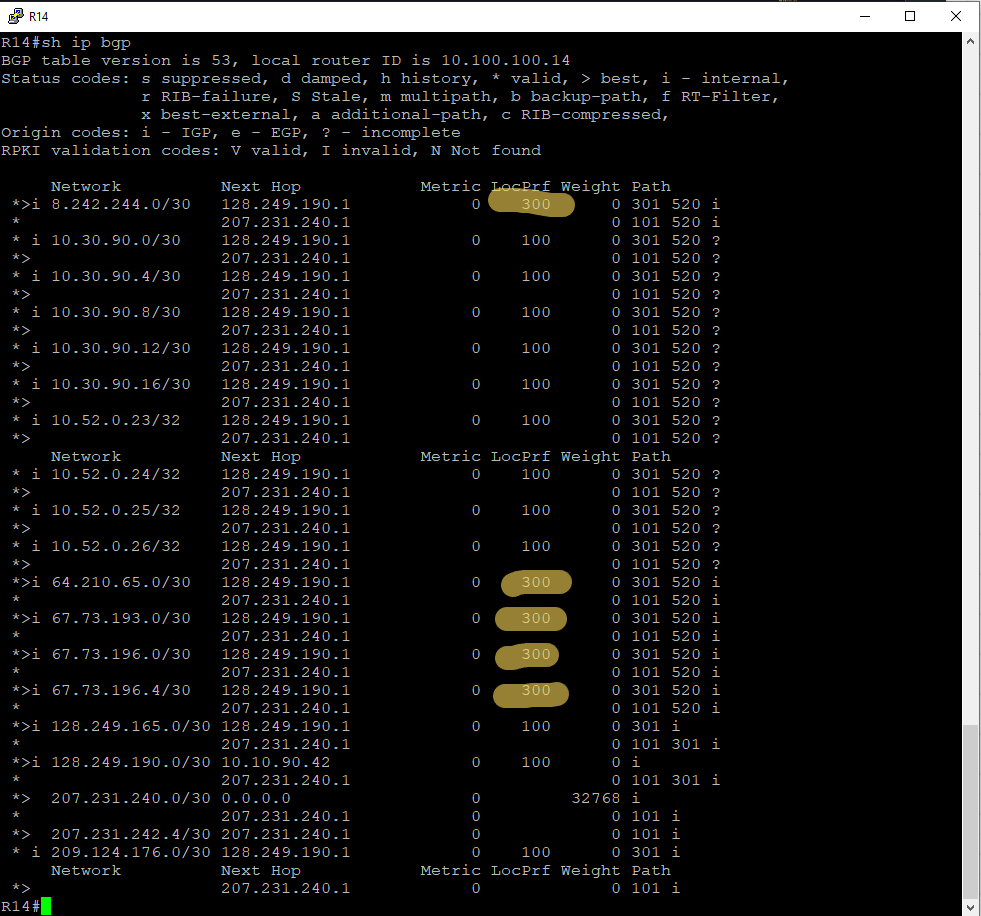 R14
R14#sh ip bgp
BGP table version is 53, local router ID is 10.100.100.14
Status codes: s suppressed, d damped, h history, * valid, > best, i - internal,
              r RIB-failure, S Stale, m multipath, b backup-path, f RT-Filter,
              x best-external, a additional-path, c RIB-compressed,
Origin codes: i - IGP, e - EGP, ? - incomplete
RPKI validation codes: V valid, I invalid, N Not found
     Network          Next Hop            Metric LocPrf Weight Path
 *>i 8.242.244.0/30   128.249.190.1            0    300      0 301 520 i
 *                    207.231.240.1                          0 101 520 i
 * i 10.30.90.0/30    128.249.190.1            0    100      0 301 520 ?
 *>                   207.231.240.1                          0 101 520 ?
 * i 10.30.90.4/30    128.249.190.1            0    100      0 301 520 ?
 *>                   207.231.240.1                          0 101 520 ?
 * i 10.30.90.8/30    128.249.190.1            0    100      0 301 520 ?
 *>                   207.231.240.1                          0 101 520 ?
 * i 10.30.90.12/30   128.249.190.1            0    100      0 301 520 ?
 *>                   207.231.240.1                          0 101 520 ?
 * i 10.30.90.16/30   128.249.190.1            0    100      0 301 520 ?
 *>                   207.231.240.1                          0 101 520 ?
 * i 10.52.0.23/32    128.249.190.1            0    100      0 301 520 ?
 *>                   207.231.240.1                          0 101 520 ?
     Network          Next Hop            Metric LocPrf Weight Path
 * i 10.52.0.24/32    128.249.190.1            0    100      0 301 520 ?
 *>                   207.231.240.1                          0 101 520 ?
 * i 10.52.0.25/32    128.249.190.1            0    100      0 301 520 ?
 *>                   207.231.240.1                          0 101 520 ?
 * i 10.52.0.26/32    128.249.190.1            0    100      0 301 520 ?
 *>                   207.231.240.1                          0 101 520 ?
 *>i 64.210.65.0/30   128.249.190.1            0    300      0 301 520 i
 *                    207.231.240.1                          0 101 520 i
 *>i 67.73.193.0/30   128.249.190.1            0    300      0 301 520 i
 *                    207.231.240.1                          0 101 520 i
 *>i 67.73.196.0/30   128.249.190.1            0    300      0 301 520 i
 *                    207.231.240.1                          0 101 520 i
 *>i 67.73.196.4/30   128.249.190.1            0    300      0 301 520 i
 *                    207.231.240.1                          0 101 520 i
 *>i 128.249.165.0/30 128.249.190.1            0    100      0 301 i
 *                    207.231.240.1                          0 101 301 i
 *>i 128.249.190.0/30 10.10.90.42              0    100      0 i
 *                    207.231.240.1                          0 101 301 i
 *>  207.231.240.0/30 0.0.0.0                  0         32768 i
 *                    207.231.240.1            0             0 101 i
 *>  207.231.242.4/30 207.231.240.1            0             0 101 i
 * i 209.124.176.0/30 128.249.190.1            0    100      0 301 i
     Network          Next Hop            Metric LocPrf Weight Path
 *>                   207.231.240.1            0             0 101 i
R14#